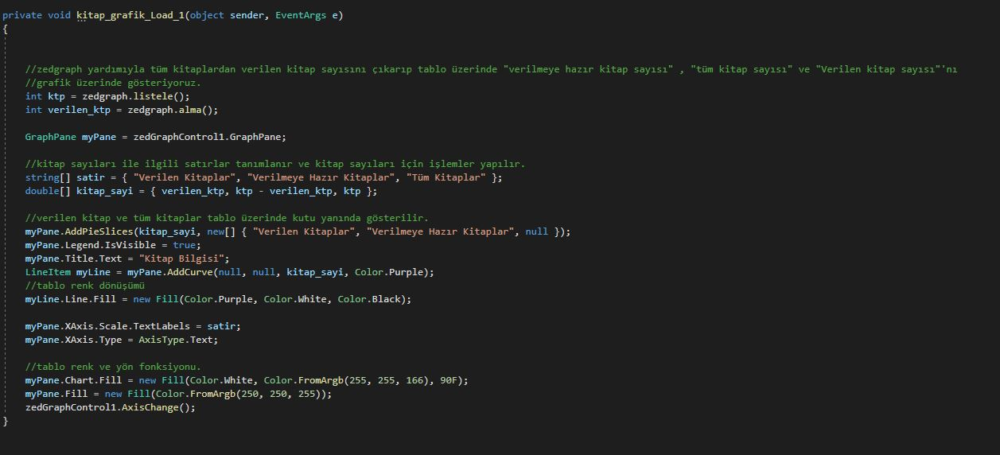 private void kitap_grafik_Load_1(object sender, EventArgs e)
{
//zedgraph yardımıyla tüm kitaplardan verilen kitap sayısını çıkarıp tablo üzerinde "verilmeye hazır kitap sayısı" , "tüm kitap sayısı" ve "Verilen kitap sayısı"'nı
//grafik üzerinde gösteriyoruz.
int ktp = zedgraph.listele();
int verilen_ktp = zedgraph.alma();
GraphPane myPane = zedGraphControl1.GraphPane;
//kitap sayıları ile ilgili satırlar tanımlanır ve kitap sayıları için işlemler yapılır.
string[] satir = { "Verilen Kitaplar", "Verilmeye Hazır Kitaplar", "Tüm Kitaplar" };
double[] kitap_sayi = { verilen_ktp, ktp - verilen_ktp, ktp };
//verilen kitap ve tüm kitaplar tablo üzerinde kutu yanında gösterilir.
myPane.AddPieSlices(kitap_sayi, new[] { "Verilen Kitaplar", "Verilmeye Hazır Kitaplar", null });
myPane.Legend.IsVisible = true;
myPane.Title.Text = "Kitap Bilgisi";
LineItem myLine = myPane.AddCurve(null, null, kitap_sayi, Color.Purple);
//tablo renk dönüşümü
myLine.Line.Fill = new Fill(Color.Purple, Color.White, Color.Black);
myPane.XAxis.Scale.TextLabels = satir;
myPane.XAxis.Type = AxisType.Text;
//tablo renk ve yön fonksiyonu.
myPane.Chart.Fill = new Fill(Color.White, Color.FromArgb(255, 255, 166), 90F);
myPane.Fill = new Fill(Color.FromArgb(250, 250, 255));
zedGraphControl1.AxisChange();
}